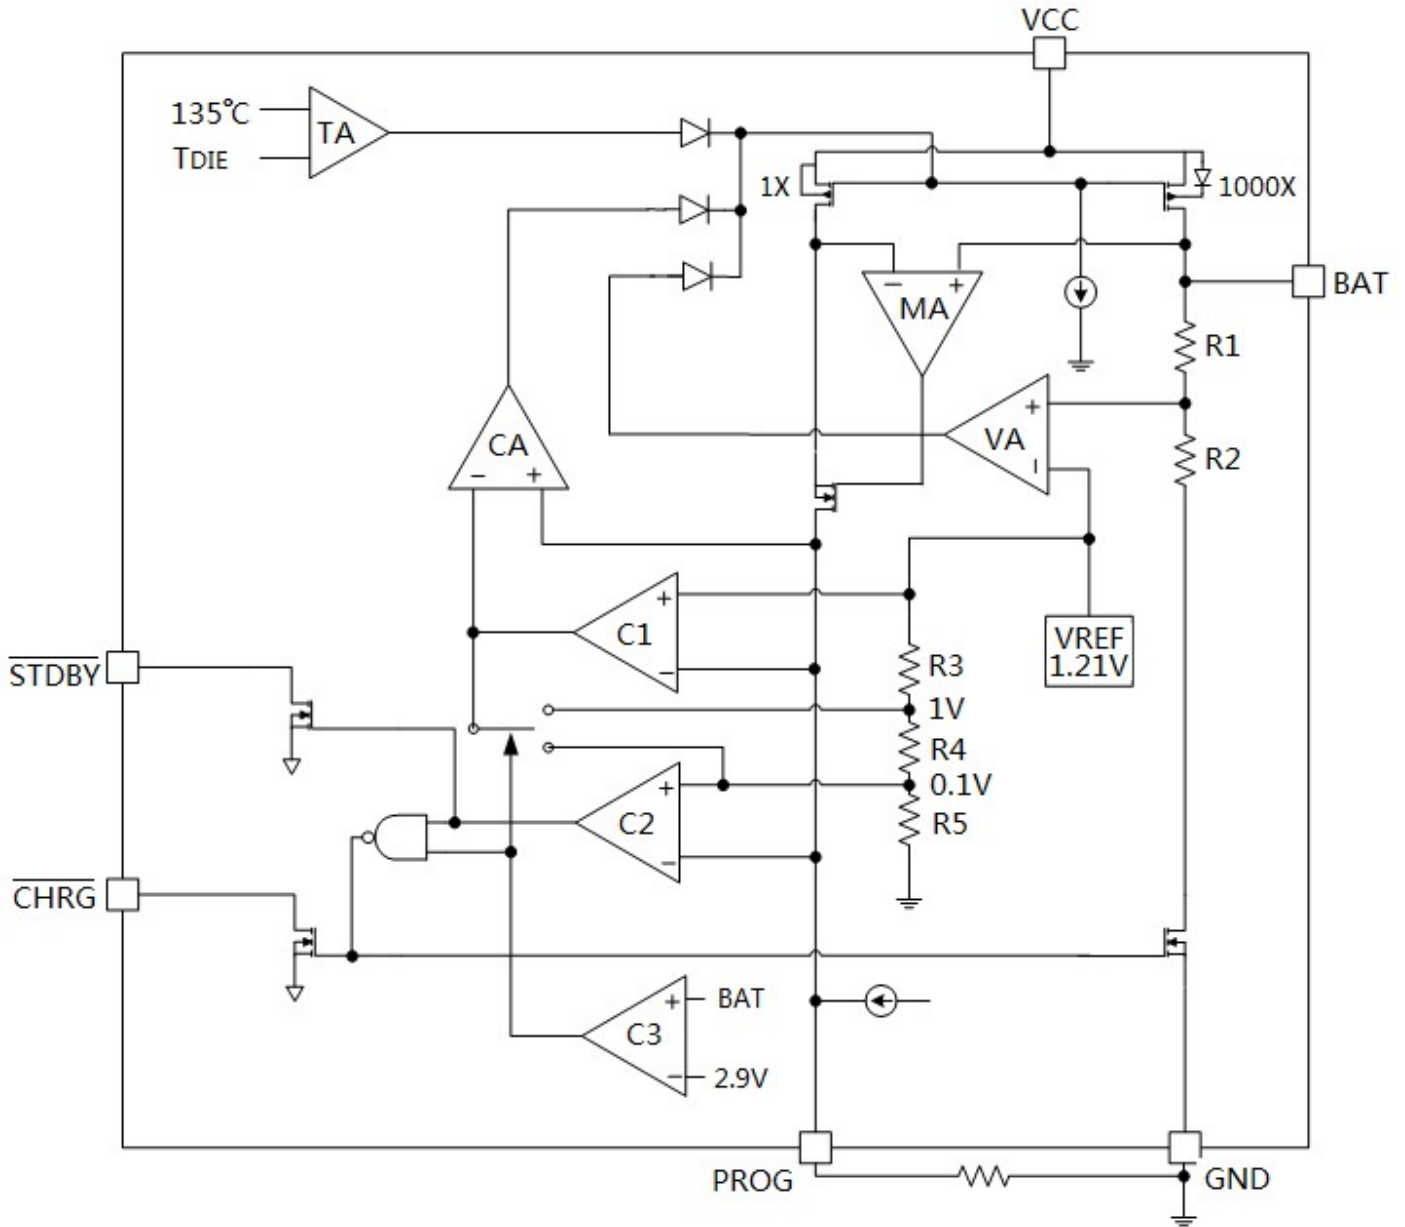 VCC
135℃
TA
TDIE
1X
1000X
− +
MA
BAT
R1
+
VA
−
CA
− +
R2
+
C1
−
VREF
1.21V
STDBY
R3
1V
R4
0.1V
+
C2
−
R5
CHRG
+ BAT
C3
− 2.9V
PROG
GND